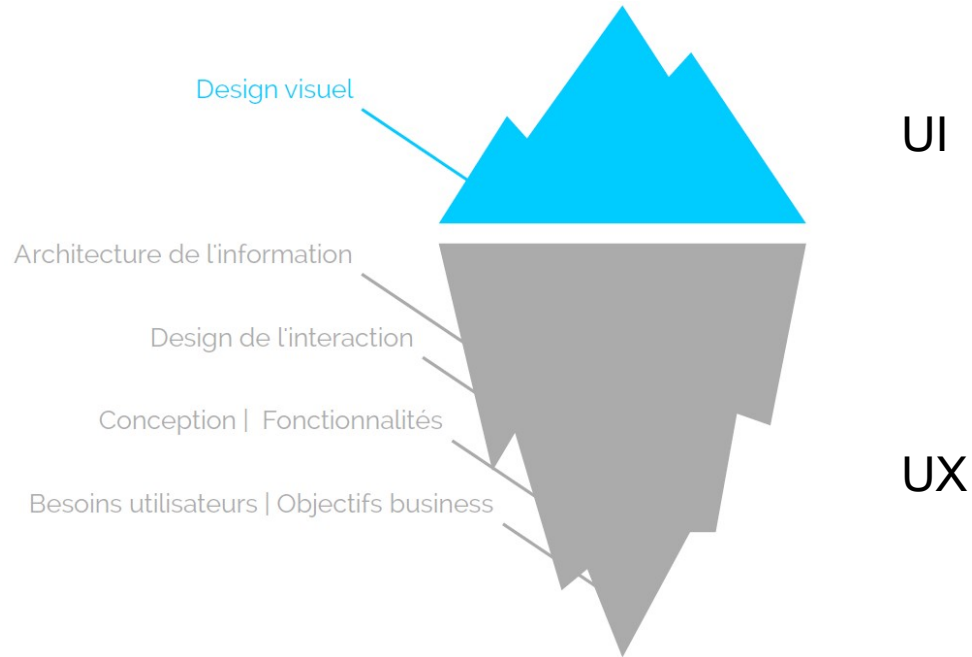 Design visuel
UI
Architecture de l'information
Design de l'interaction
Conception | Fonctionnalités
UX
Besoins utilisateurs | Objectifs business